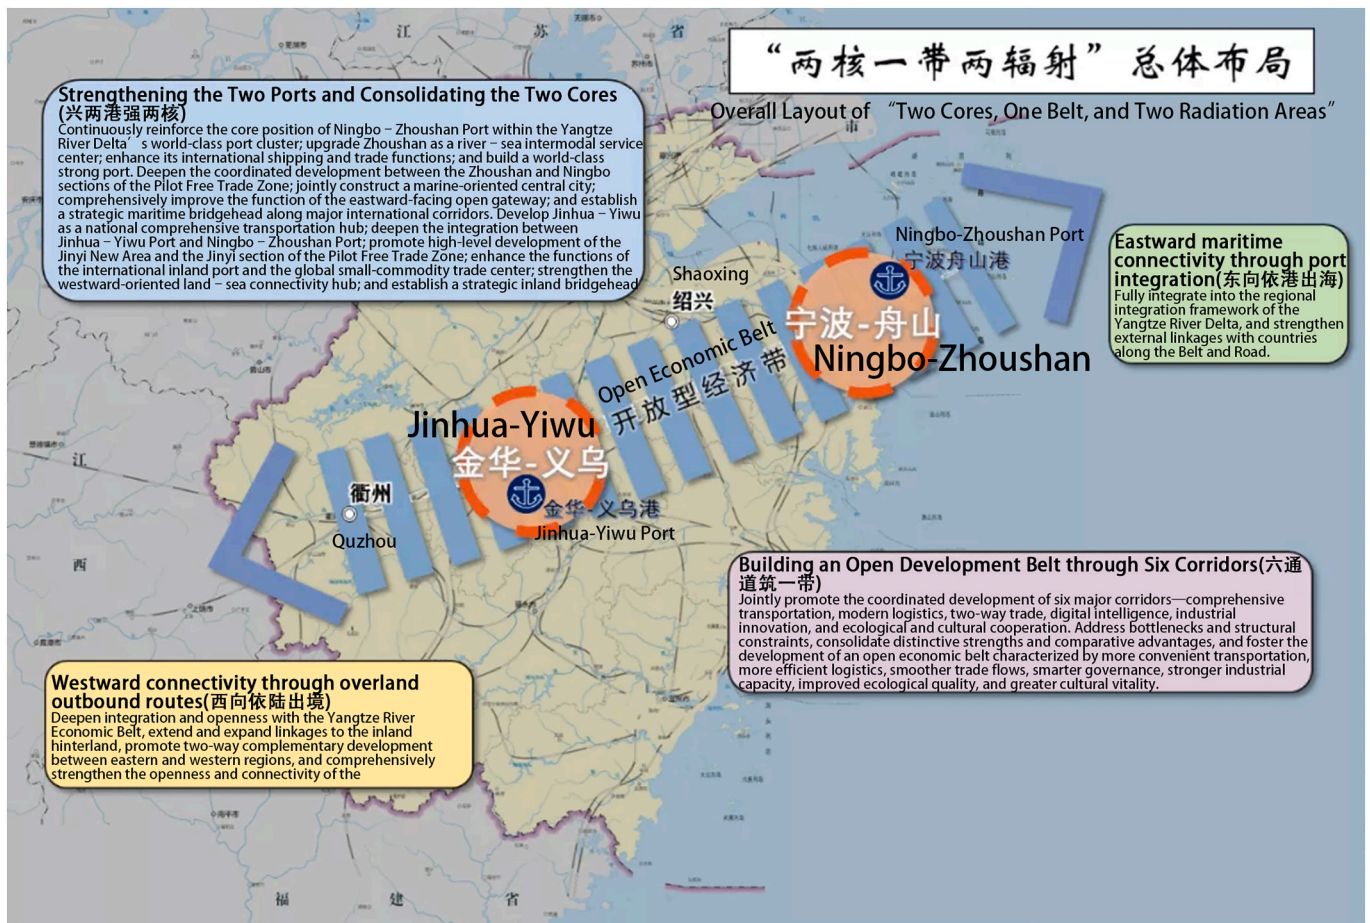 江
苏
省
“两核一带两辐射”总体布局
Overall Layout of “Two Cores, One Belt, and Two Radiation Areas”
市
Strengthening the Two Ports and Consolidating the Two Cores
(兴两港强两核)
Continuously reinforce the core position of Ningbo－Zhoushan Port within the Yangtze
River Delta’s world-class port cluster; upgrade Zhoushan as a river－sea intermodal service
center; enhance its international shipping and trade functions; and build a world-class
strong port. Deepen the coordinated development between the Zhoushan and Ningbo
sections of the Pilot Free Trade Zone; jointly construct a marine-oriented central city;
comprehensively improve the function of the eastward-facing open gateway; and establish
a strategic maritime bridgehead along major international corridors. Develop Jinhua－Yiwu
as a national comprehensive transportation hub; deepen the integration between
Jinhua－Yiwu Port and Ningbo－Zhoushan Port; promote high-level development of the
Jinyi New Area and the Jinyi section of the Pilot Free Trade Zone; enhance the functions of
the international inland port and the global small-commodity trade center; strengthen the
westward-oriented land－sea connectivity hub; and establish a strategic inland bridgehead
Ningbo-Zhoushan Port
宁波舟山港
Eastward maritime
connectivity through port
integration(东向依港出海)
Fully integrate into the regional
integration framework of the
Yangtze River Delta, and strengthen
external linkages with countries
along the Belt and Road.
Shaoxing
绍兴
宁波-舟山
Ningbo-Zhoushan
Open Economic Belt
开放型经济带
Jinhua-Yiwu
金华-义乌
金华-义乌港
Jinhua-Yiwu Port
衢州
Quzhou
江
西
Building an Open Development Belt through Six Corridors(六通
道筑一带)
Jointly promote the coordinated development of six major corridors—comprehensive
transportation, modern logistics, two-way trade, digital intelligence, industrial
innovation, and ecological and cultural cooperation. Address bottlenecks and structural
constraints, consolidate distinctive strengths and comparative advantages, and foster the
development of an open economic belt characterized by more convenient transportation,
more efficient logistics, smoother trade flows, smarter governance, stronger industrial
capacity, improved ecological quality, and greater cultural vitality.
Westward connectivity through overland
outbound routes(西向依陆出境)
Deepen integration and openness with the Yangtze River
Economic Belt, extend and expand linkages to the inland
hinterland, promote two-way complementary development
between eastern and western regions, and comprehensively
strengthen the openness and connectivity of the
南平市
福
建
省